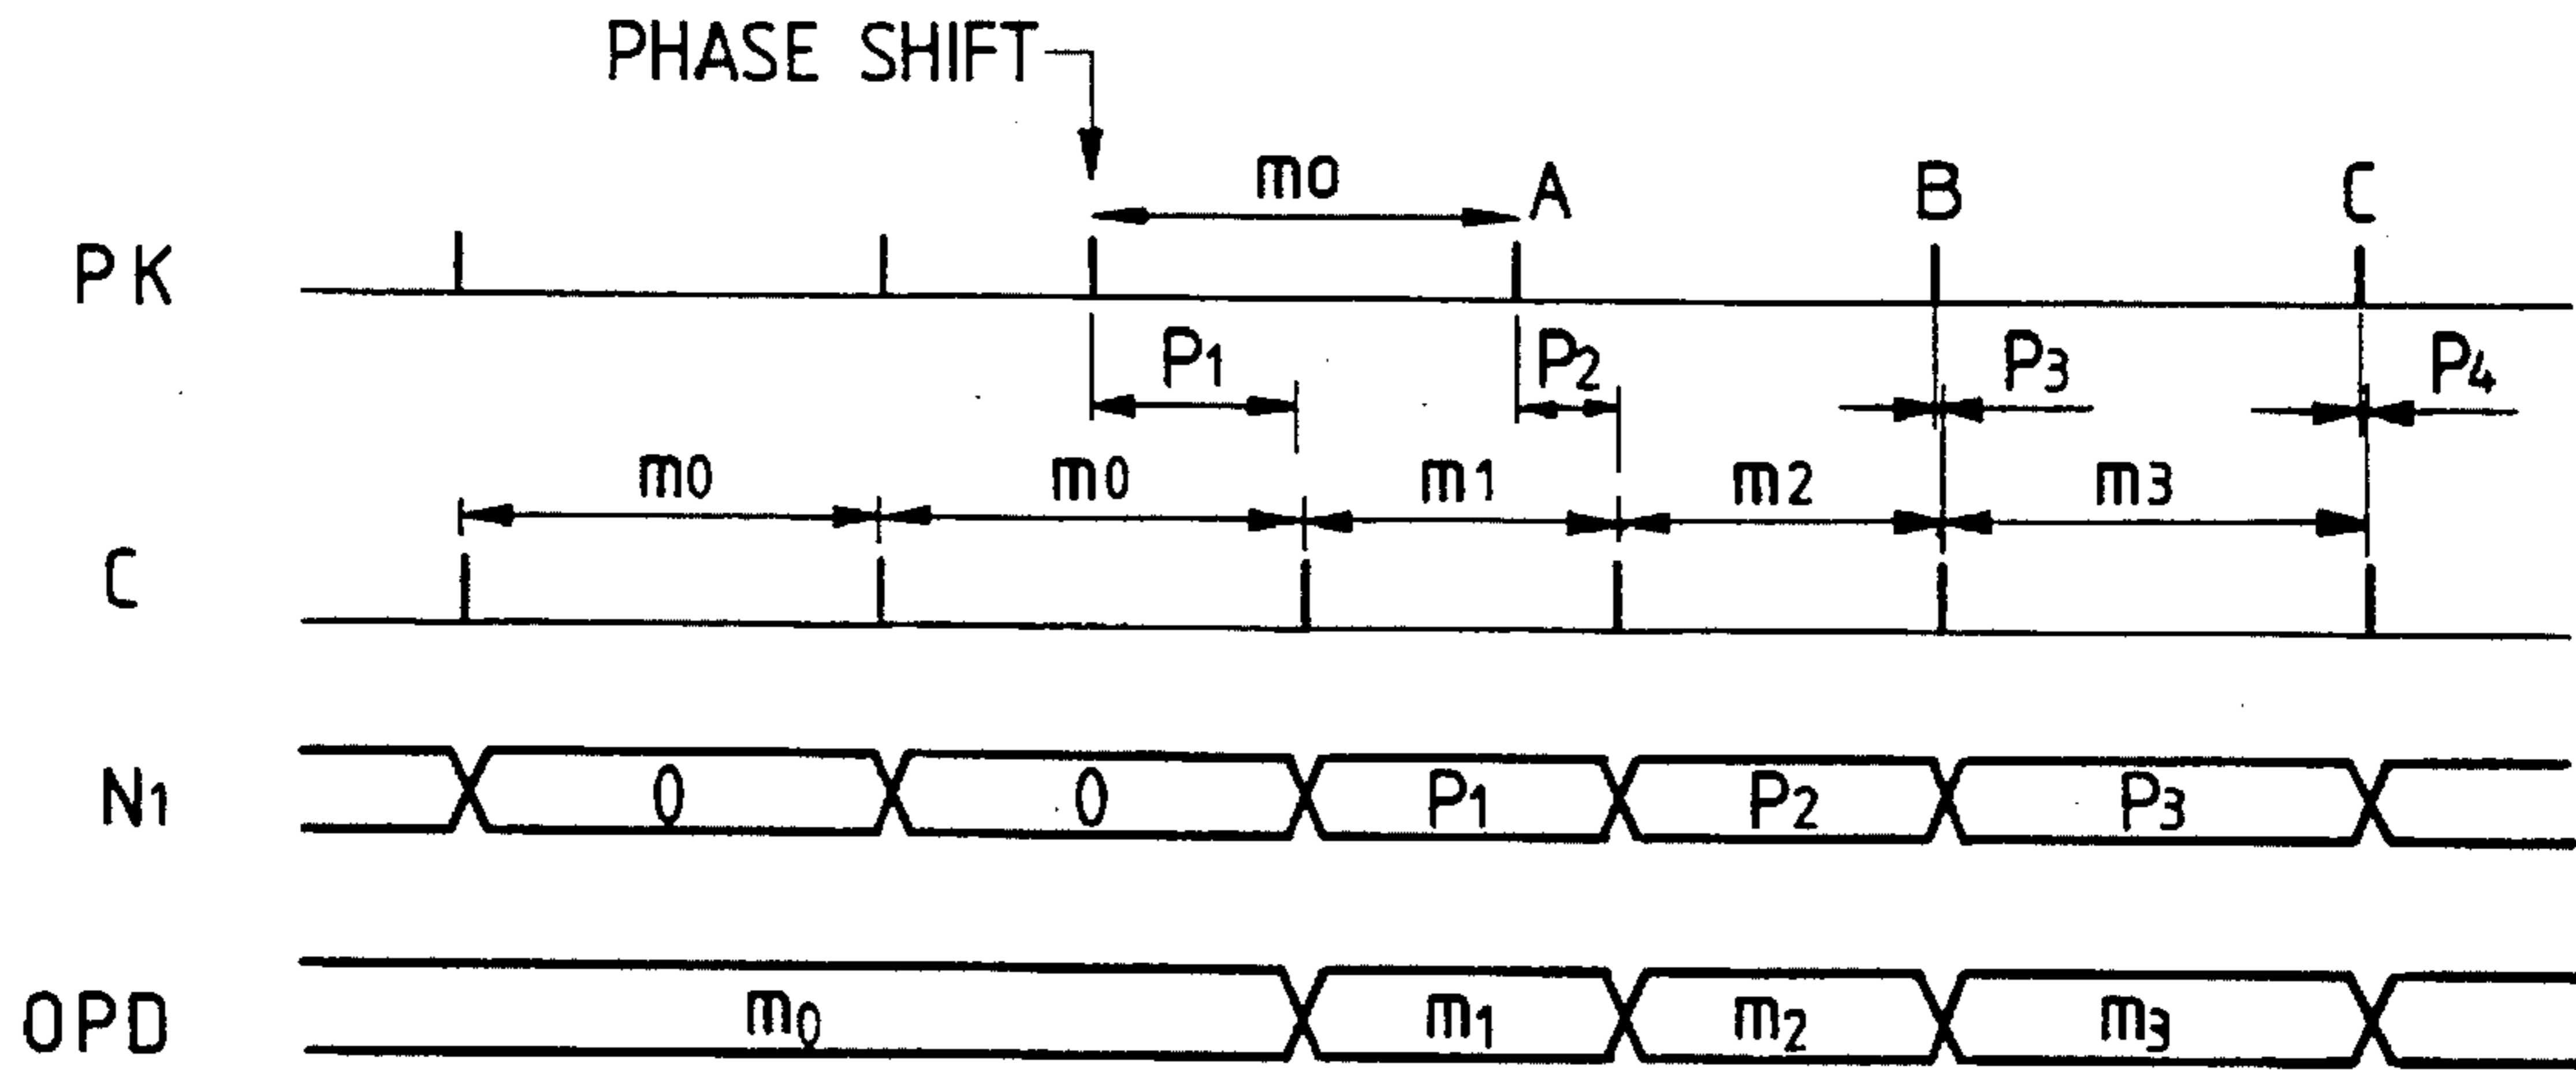 PHASE SHIFT
m0 A B C
PK
P1 P2 P3 P4
m0 m0 m1 m2 m3
C
N1 0 0 P1 P2 P3
OPD m0 m1 m2 m3